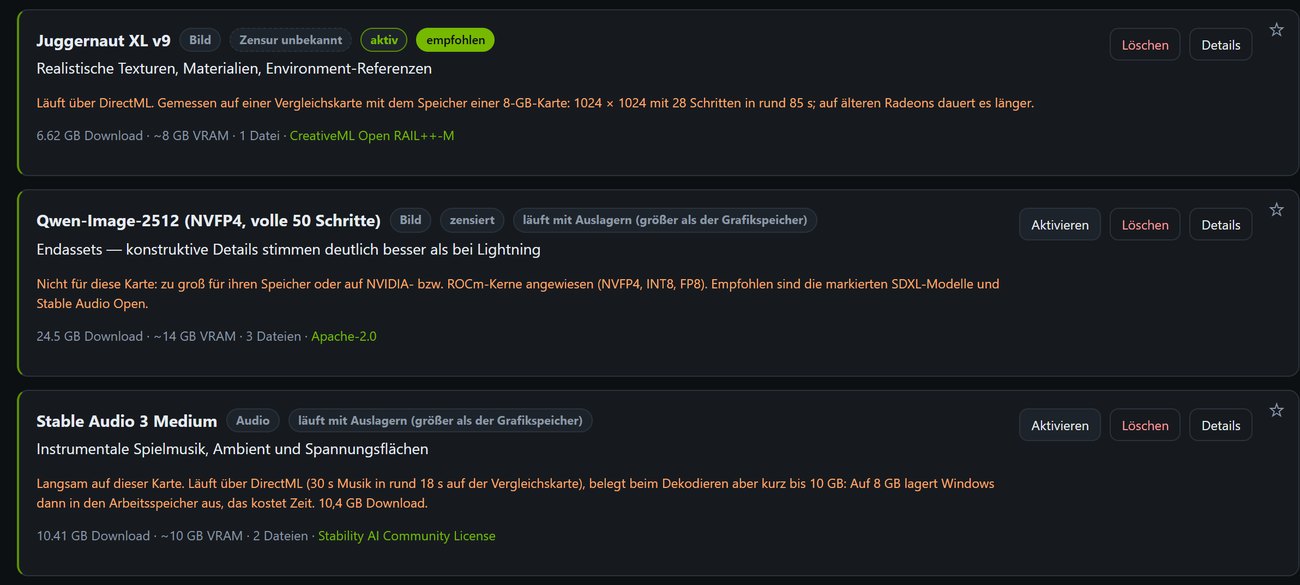 Juggernaut XL v9 Bild Zensur unbekannt aktiv empfohlen Löschen Details ☆
Realistische Texturen, Materialien, Environment-Referenzen
Läuft über DirectML. Gemessen auf einer Vergleichskarte mit dem Speicher einer 8-GB-Karte: 1024 × 1024 mit 28 Schritten in rund 85 s; auf älteren Radeons dauert es länger.
6.62 GB Download · ~8 GB VRAM · 1 Datei · CreativeML Open RAIL++-M
Qwen-Image-2512 (NVFP4, volle 50 Schritte) Bild zensiert läuft mit Auslagern (größer als der Grafikspeicher) Aktivieren Löschen Details ☆
Endassets — konstruktive Details stimmen deutlich besser als bei Lightning
Nicht für diese Karte: zu groß für ihren Speicher oder auf NVIDIA- bzw. ROCm-Kerne angewiesen (NVFP4, INT8, FP8). Empfohlen sind die markierten SDXL-Modelle und
Stable Audio Open.
24.5 GB Download · ~14 GB VRAM · 3 Dateien · Apache-2.0
Stable Audio 3 Medium Audio läuft mit Auslagern (größer als der Grafikspeicher) Aktivieren Löschen Details ☆
Instrumentale Spielmusik, Ambient und Spannungsflächen
Langsam auf dieser Karte. Läuft über DirectML (30 s Musik in rund 18 s auf der Vergleichskarte), belegt beim Dekodieren aber kurz bis 10 GB: Auf 8 GB lagert Windows
dann in den Arbeitsspeicher aus, das kostet Zeit. 10,4 GB Download.
10.41 GB Download · ~10 GB VRAM · 2 Dateien · Stability AI Community License